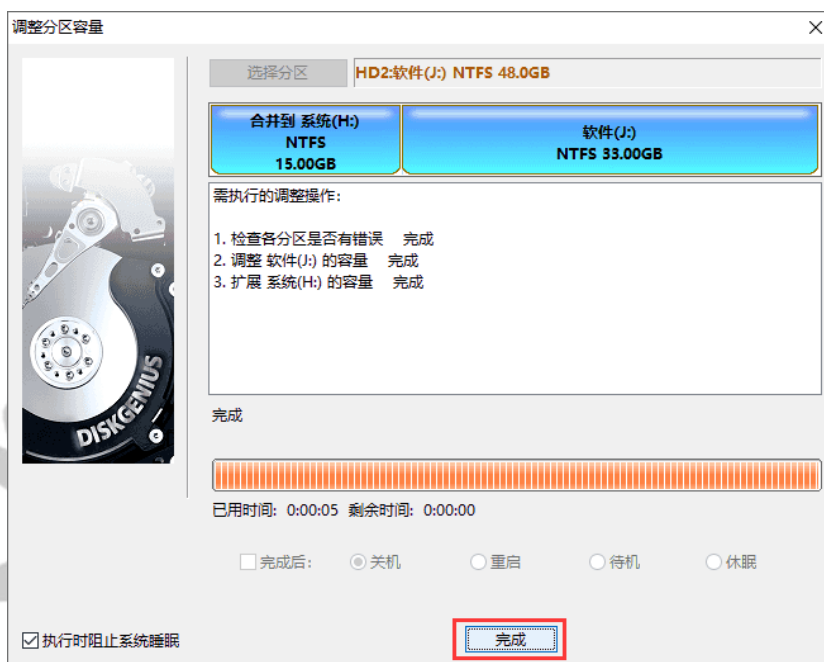 调整分区容量
选择分区
HD2:软件(J:) NTFS 48.0GB
合并到 系统(H:)
NTFS
15.00GB
软件(J:)
NTFS 33.00GB
需执行的调整操作:
1. 检查各分区是否有错误 完成
2. 调整 软件(J:) 的容量 完成
3. 扩展 系统(H:) 的容量 完成
DISKGENIUS
完成
已用时间: 0:00:05 剩余时间: 0:00:00
完成后: 关机 重启 待机 休眠
执行时阻止系统睡眠
完成